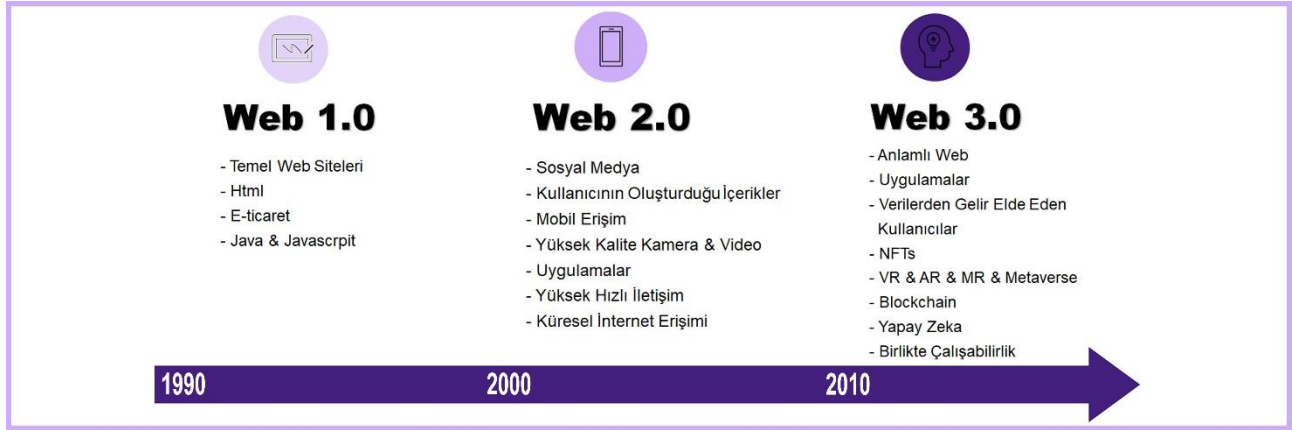 Web 1.0
- Temel Web Siteleri
- Html
- E-ticaret
- Java & Javascrpit
Web 2.0
- Sosyal Medya
- Kullanıcının Oluşturduğu İçerikler
- Mobil Erişim
- Yüksek Kalite Kamera & Video
- Uygulamalar
- Yüksek Hızlı İletişim
- Küresel İnternet Erişimi
Web 3.0
- Anlamlı Web
- Uygulamalar
- Verilerden Gelir Elde Eden
Kullanıcılar
- NFTs
- VR & AR & MR & Metaverse
- Blockchain
- Yapay Zeka
- Birlikte Çalışabilirlik
1990
2000
2010